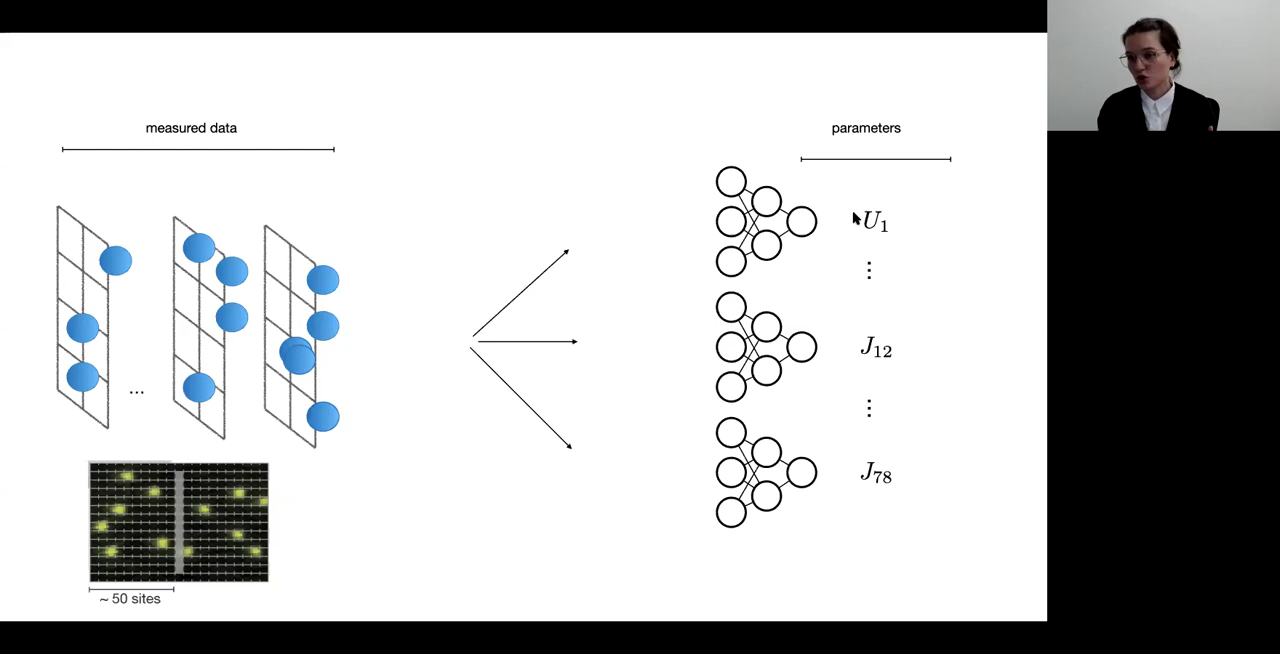 measured data
parameters
U₁
⋮
J₁₂
...
⋮
J₇₈
~ 50 sites